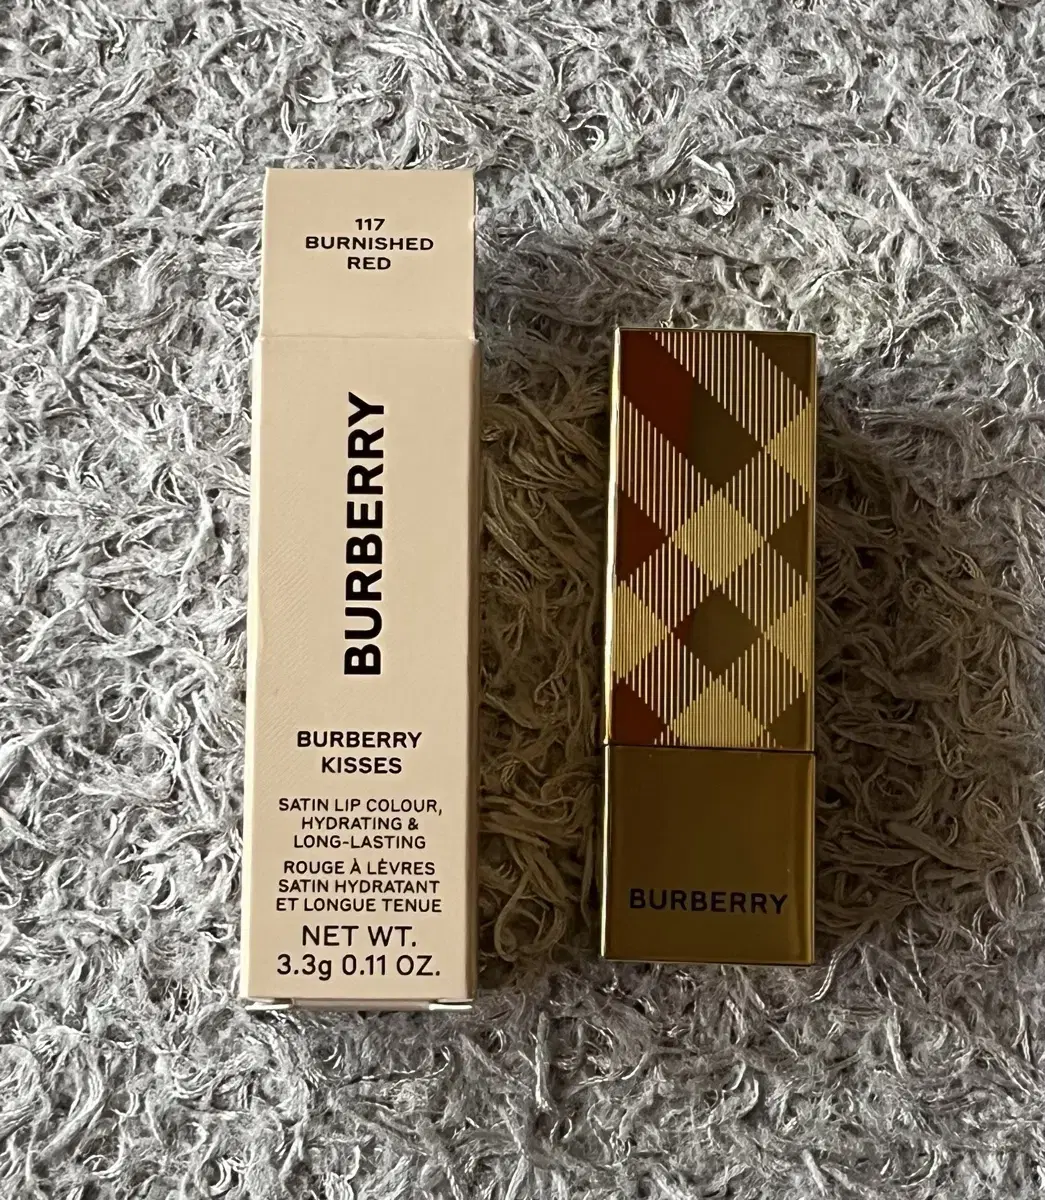 117
BURNISHED
RED
BURBERRY
BURBERRY
KISSES
SATIN LIP COLOUR,
HYDRATING &
LONG-LASTING
ROUGE À LÈVRES
SATIN HYDRATANT
ET LONGUE TENUE
NET WT.
3.3g 0.11 OZ.
BURBERRY